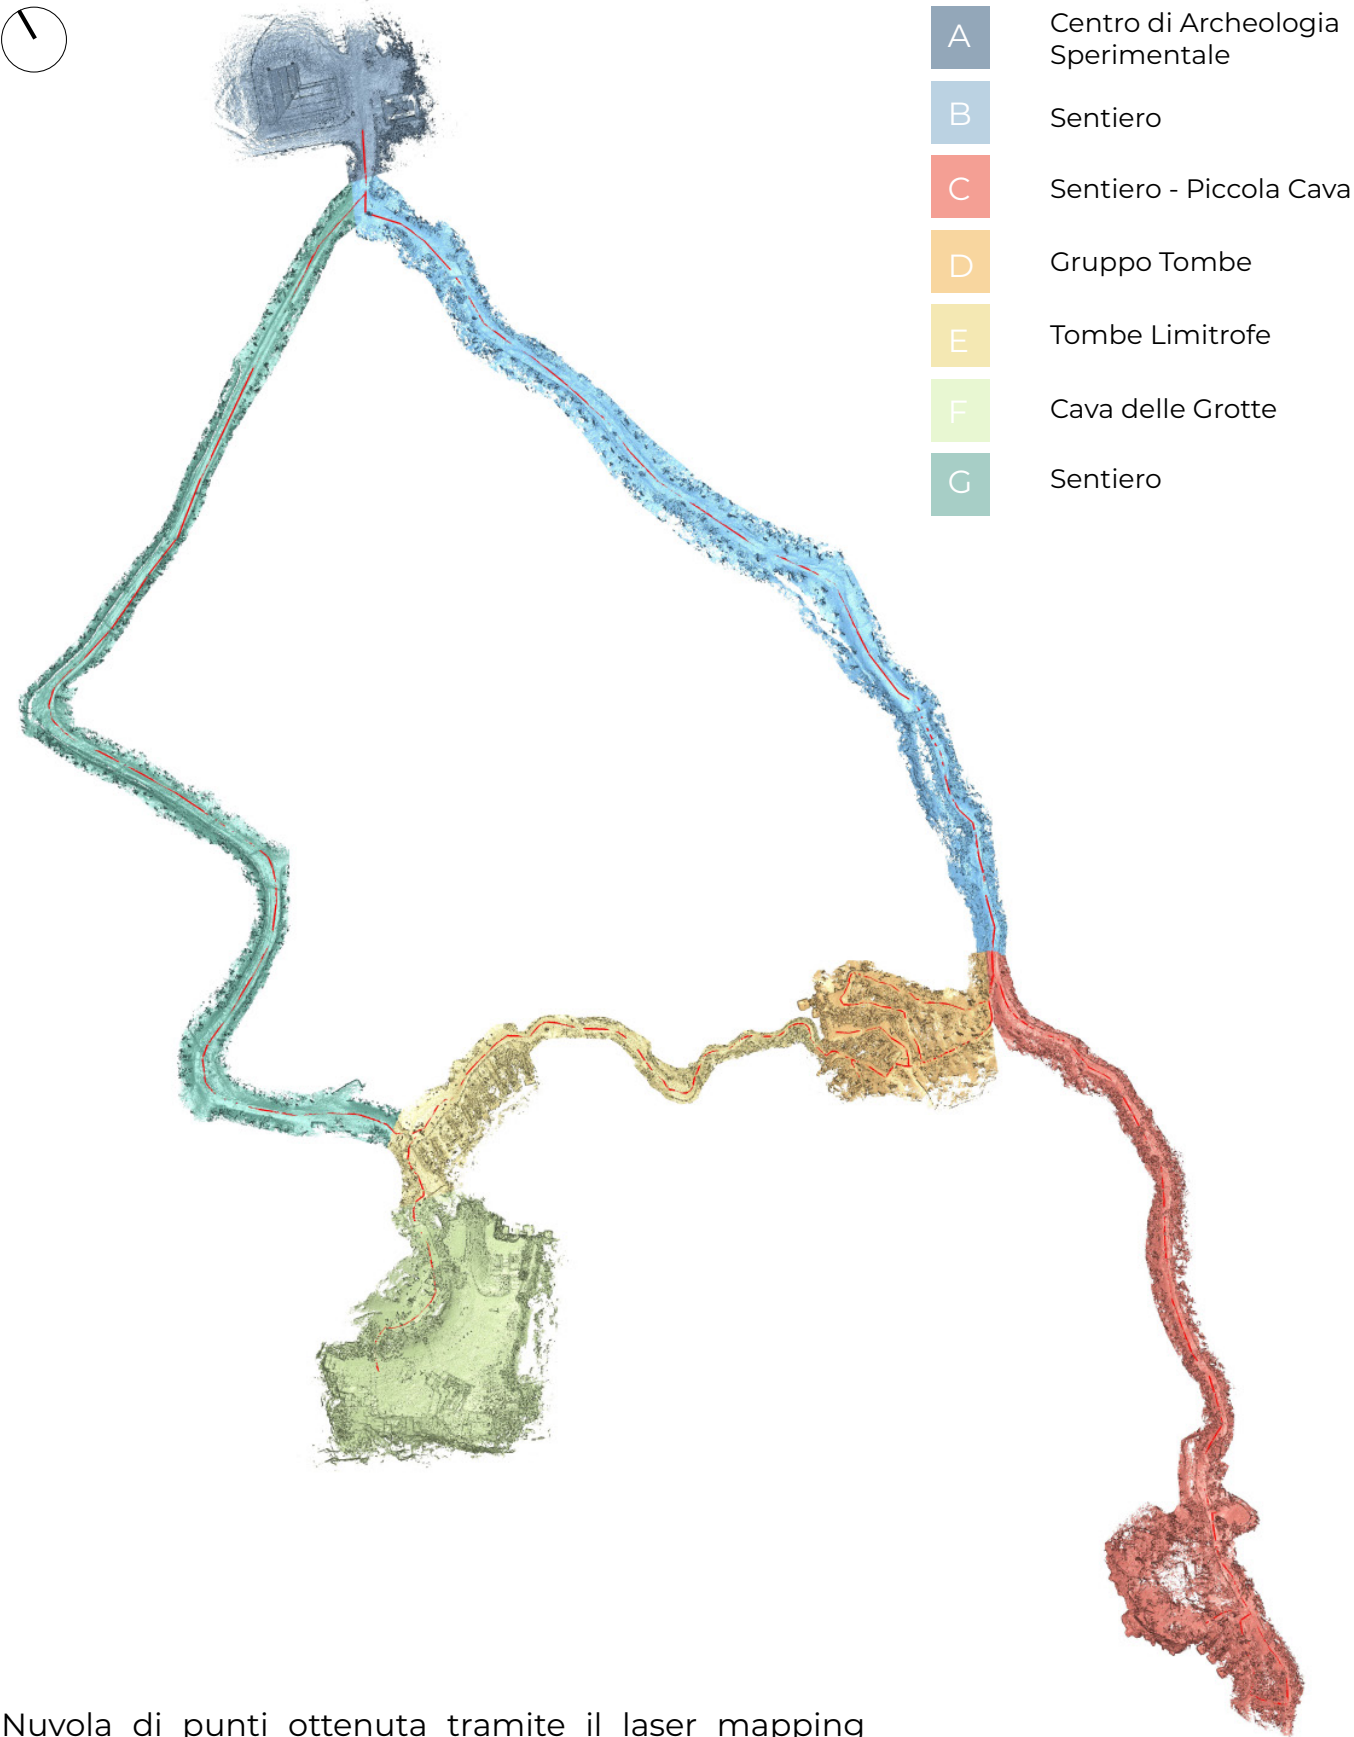 A
Centro di Archeologia
Sperimentale
B
Sentiero
C
Sentiero - Piccola Cava
D
Gruppo Tombe
E
Tombe Limitrofe
F
Cava delle Grotte
G
Sentiero
Nuvola di punti ottenuta tramite il laser mapping